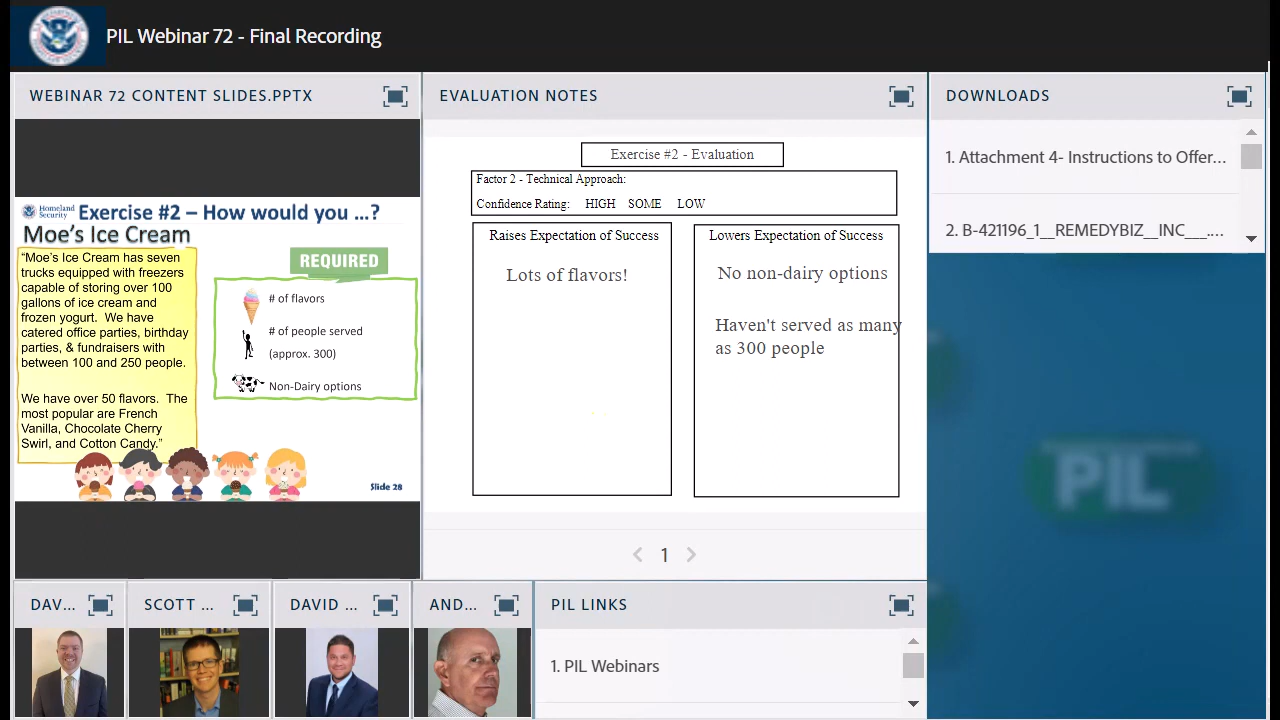 PIL Webinar 72 - Final Recording
WEBINAR 72 CONTENT SLIDES.PPTX
Homeland
Security
Exercise #2 – How would you ...?
Moe's Ice Cream
"Moe's Ice Cream has seven
trucks equipped with freezers
capable of storing over 100
gallons of ice cream and
frozen yogurt. We have
catered office parties, birthday
parties, & fundraisers with
between 100 and 250 people.
We have over 50 flavors. The
most popular are French
Vanilla, Chocolate Cherry
Swirl, and Cotton Candy."
REQUIRED
# of flavors
# of people served
(approx. 300)
Non-Dairy options
Slide 28
EVALUATION NOTES
Exercise #2 - Evaluation
Factor 2 - Technical Approach:
Confidence Rating: HIGH SOME LOW
Raises Expectation of Success
Lots of flavors!
Lowers Expectation of Success
No non-dairy options
Haven't served as many
as 300 people
1
DOWNLOADS
1. Attachment 4- Instructions to Offer...
2. B-421196_1__REMEDYBIZ__INC___....
PIL
DAV...
SCOTT ...
DAVID ...
AND...
PIL LINKS
1. PIL Webinars